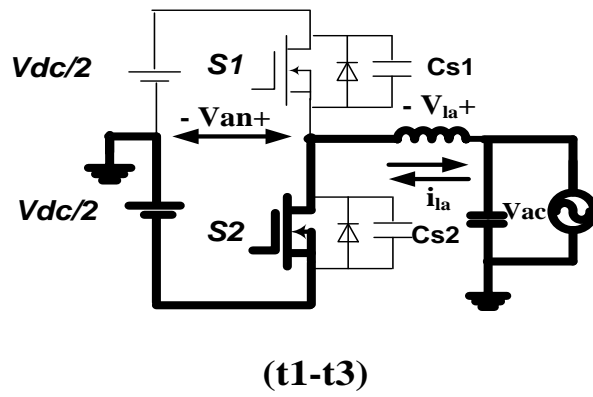 Vdc/2
S1
Cs1
- Van+
- Vla+
Vdc/2
ila
S2
Cs2
Vac
(t1-t3)